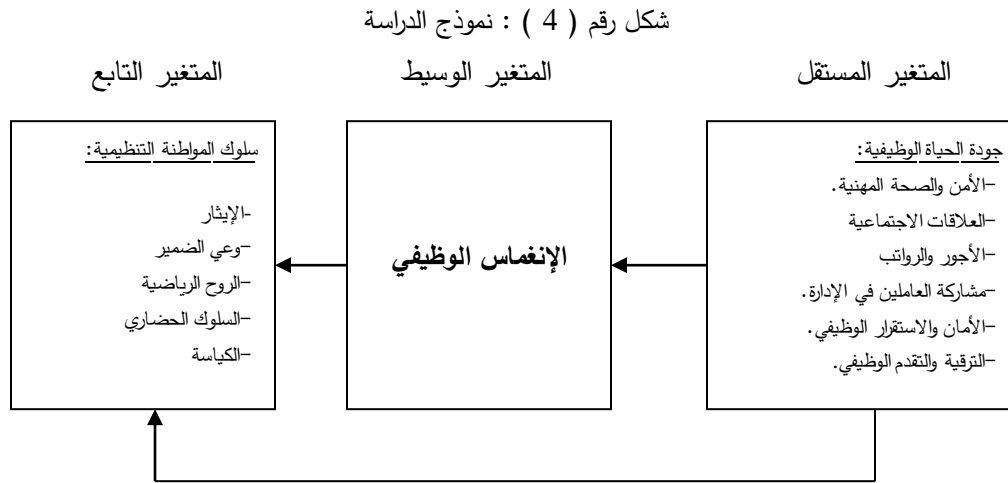 شكل رقم ( 4 ) : نموذج الدراسة
المتغير المستقل
المتغير الوسيط
المتغير التابع
جودة الحياة الوظيفية:
-الأمن والصحة المهنية.
-العلاقات الاجتماعية
-الأجور والرواتب
-مشاركة العاملين في الإدارة.
-الأمان والاستقرار الوظيفي.
-الترقية والتقدم الوظيفي.
الإنغماس الوظيفي
سلوك المواطنة التنظيمية:
-الإيثار
-وعي الضمير
-الروح الرياضية
-السلوك الحضاري
-الكياسة